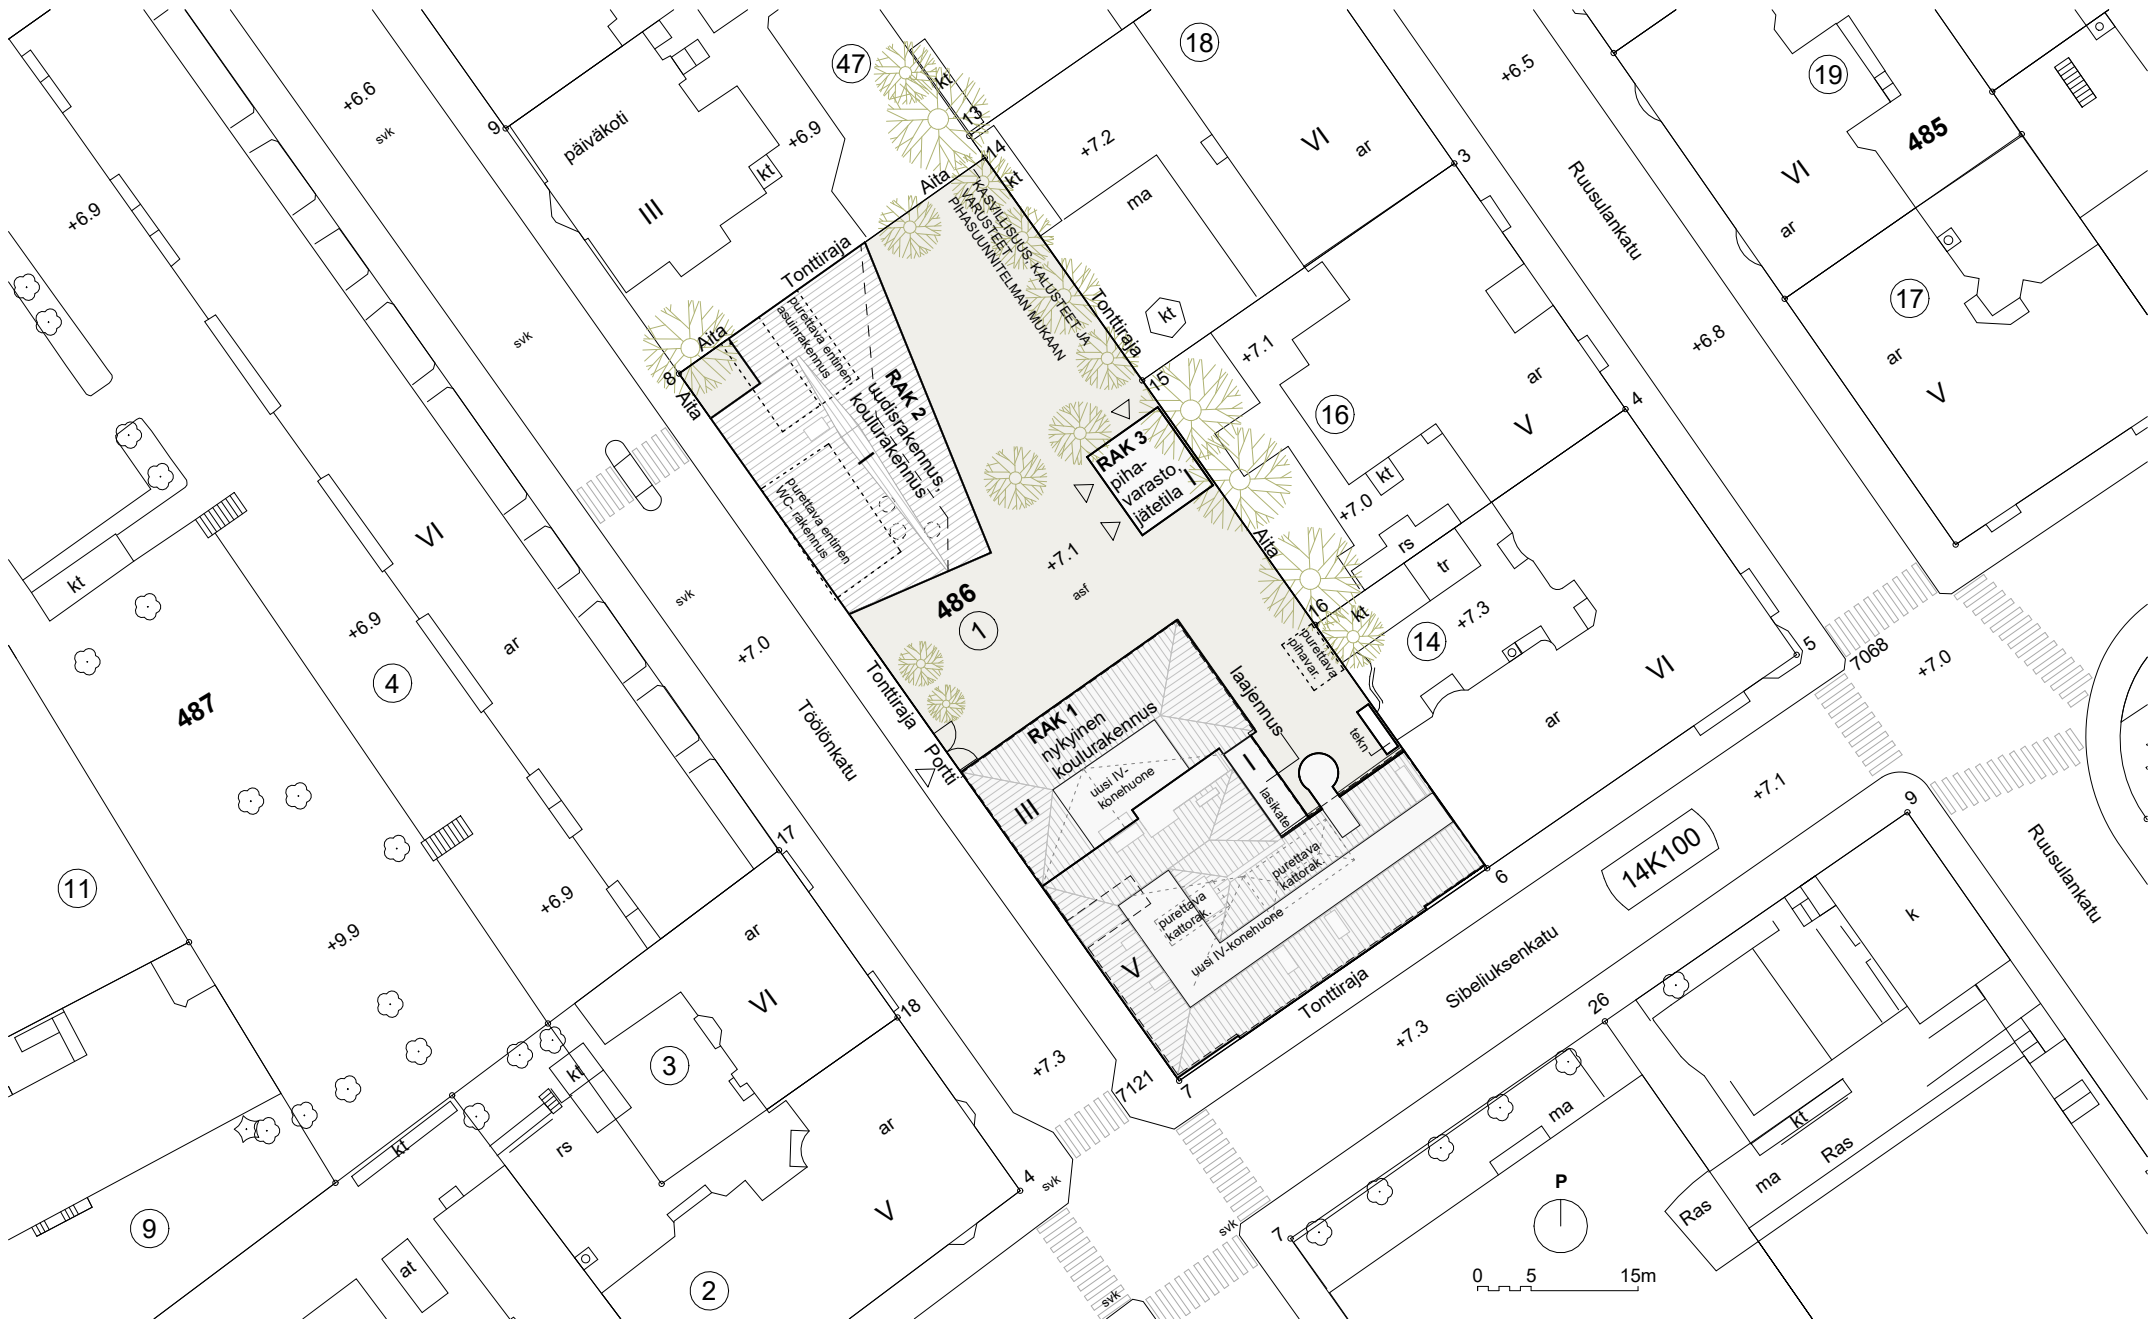 47
18
19
485
+6.5
+6.6
svk
9
päiväkoti
III
kt
+6.9
kt
13
14
kt
Aita
+7.2
VI
ar
3
Ruusulankatu
VI
ar
17
+6.9
Tonttiraja
KASVILLISUUS, KALUSTEET JA
VARUSTEET
PIHASUUNNITELMAN MUKAAN
ma
Tonttiraja
kt
+7.1
+6.8
ar
V
svk
Aita
8
Aita
purettava entinen
asuinrakennus
RAK 2
uudisrakennus,
koulurakennus
I
purettava entinen
WC- rakennus
15
RAK 3
piha-
varasto,
jätetila
I
16
ar
V
4
kt
+7.0
rs
tr
Aita
+7.1
asf
486
1
16
kt
14
+7.3
purettava
pihavar.
VI
ar
5
7068
+7.0
VI
ar
kt
+6.9
4
487
svk
+7.0
Töölönkatu
Tonttiraja
Portti
RAK 1
nykyinen
koulurakennus
III
uusi IV-
konehuone
laajennus
I
lasikate
tekn
purettava
kattorak.
purettava
kattorak.
uusi IV-konehuone
V
6
Tonttiraja
Sibeliuksenkatu
+7.1
14K100
9
Ruusulankatu
k
11
+9.9
+6.9
17
ar
VI
18
3
kt
kt
rs
ar
V
4
svk
+7.3
7121
7
+7.3
26
ma
kt
Ras
ma
Ras
9
at
2
svk
svk
7
P
0 5 15m